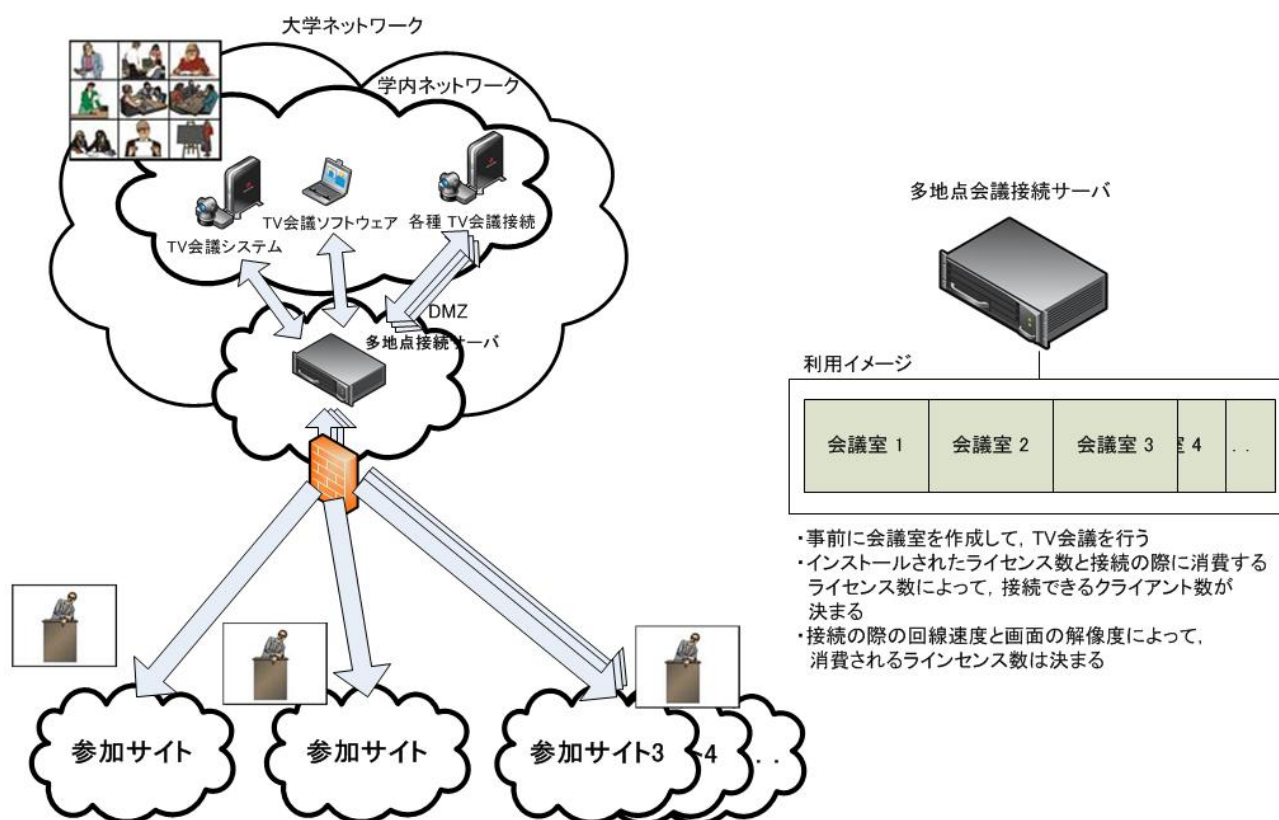 大学ネットワーク
学内ネットワーク
TV会議システム
TV会議ソフトウェア
各種 TV会議接続
DMZ
多地点接続サーバ
参加サイト
参加サイト
参加サイト3
ト4
. .
多地点会議接続サーバ
利用イメージ
会議室 1
会議室 2
会議室 3
室 4
. .
・事前に会議室を作成して, TV会議を行う
・インストールされたライセンス数と接続の際に消費する
ライセンス数によって, 接続できるクライアント数が
決まる
・接続の際の回線速度と画面の解像度によって,
消費されるラインセンス数は決まる